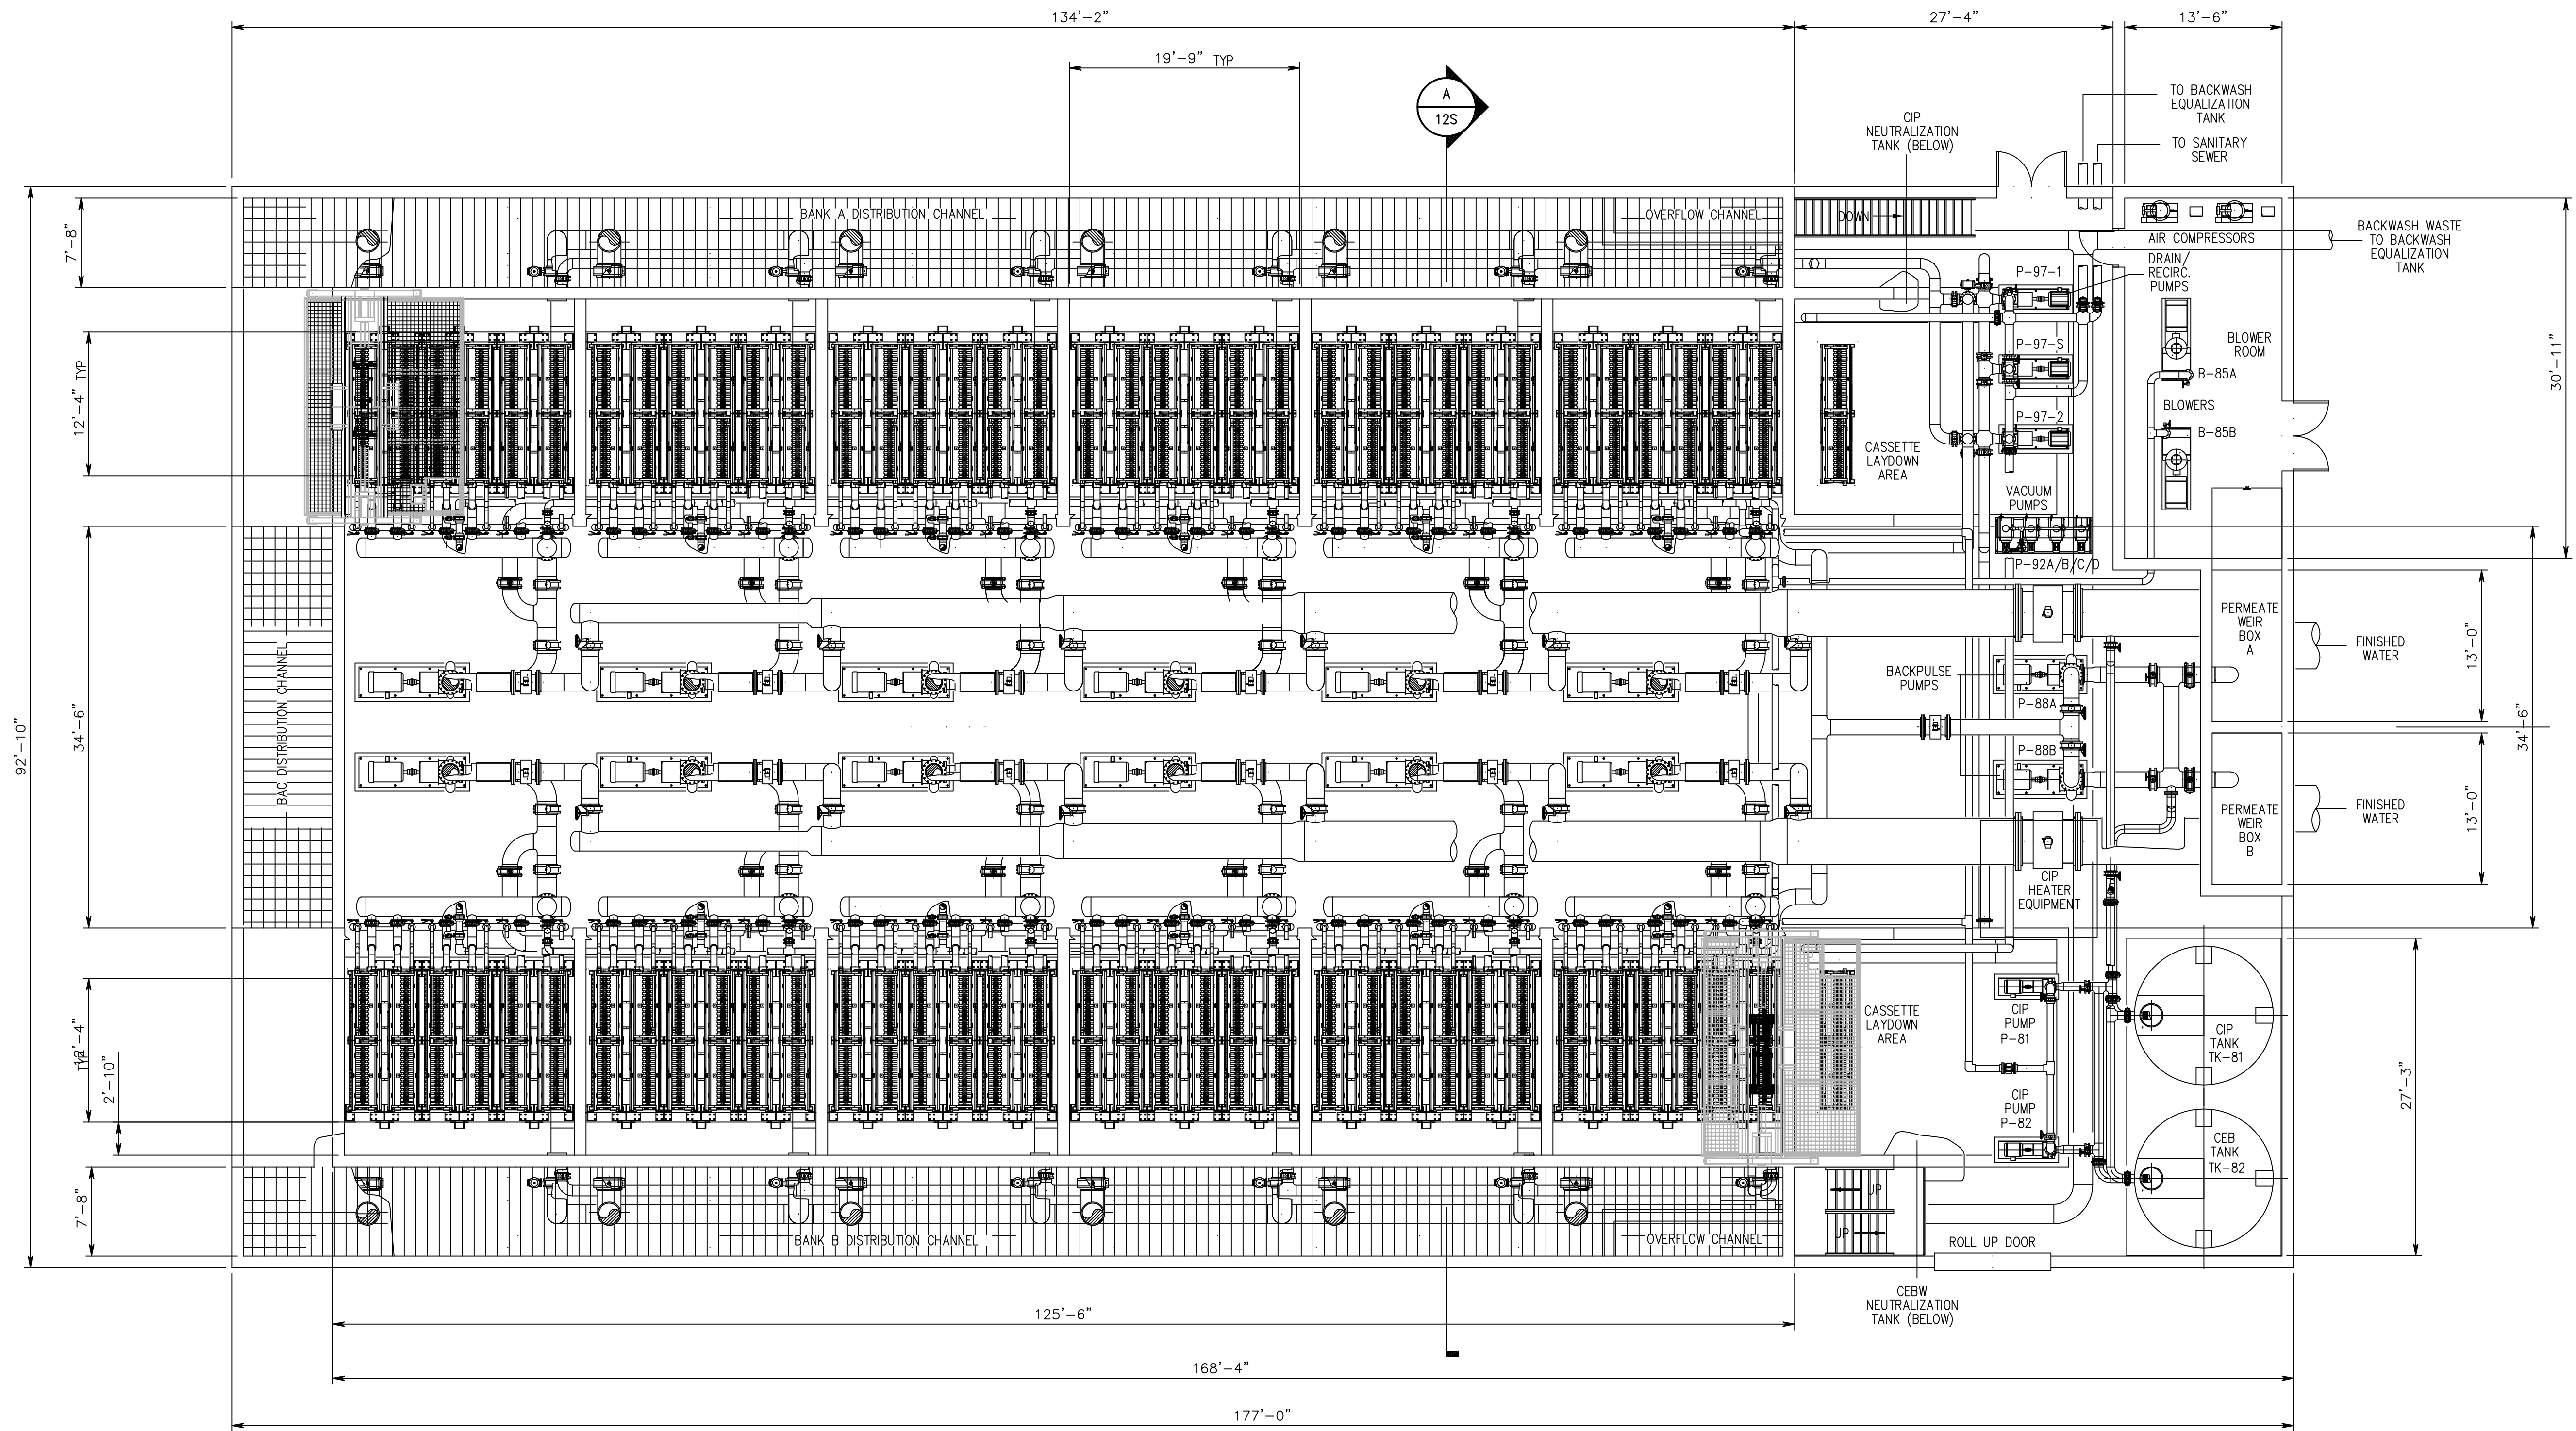 134'-2"
27'-4"
13'-6"
19'-9" TYP
A
12S
TO BACKWASH
EQUALIZATION
TANK
TO SANITARY
SEWER
CIP
NEUTRALIZATION
TANK (BELOW)
BANK A DISTRIBUTION CHANNEL
OVERFLOW CHANNEL
DOWN
7'-8"
AIR COMPRESSORS
BACKWASH WASTE
TO BACKWASH
EQUALIZATION
TANK
DRAIN/
RECIRC.
PUMPS
P-97-1
P-97-S
P-97-2
BLOWER
ROOM
B-85A
BLOWERS
B-85B
30'-11"
12'-4" TYP
CASSETTE
LAYDOWN
AREA
VACUUM
PUMPS
P-92A/B/C/D
PERMEATE
WEIR
BOX
A
FINISHED
WATER
13'-0"
BACKPULSE
PUMPS
P-88A
P-88B
34'-6"
34'-6"
92'-10"
BAC DISTRIBUTION CHANNEL
PERMEATE
WEIR
BOX
B
FINISHED
WATER
13'-0"
CIP
HEATER
EQUIPMENT
12'-4"
TYP
2'-10"
CASSETTE
LAYDOWN
AREA
CIP
PUMP
P-81
CIP
PUMP
P-82
CIP
TANK
TK-81
CEB
TANK
TK-82
27'-3"
7'-8"
UP
UP
BANK B DISTRIBUTION CHANNEL
OVERFLOW CHANNEL
ROLL UP DOOR
CEBW
NEUTRALIZATION
TANK (BELOW)
125'-6"
168'-4"
177'-0"